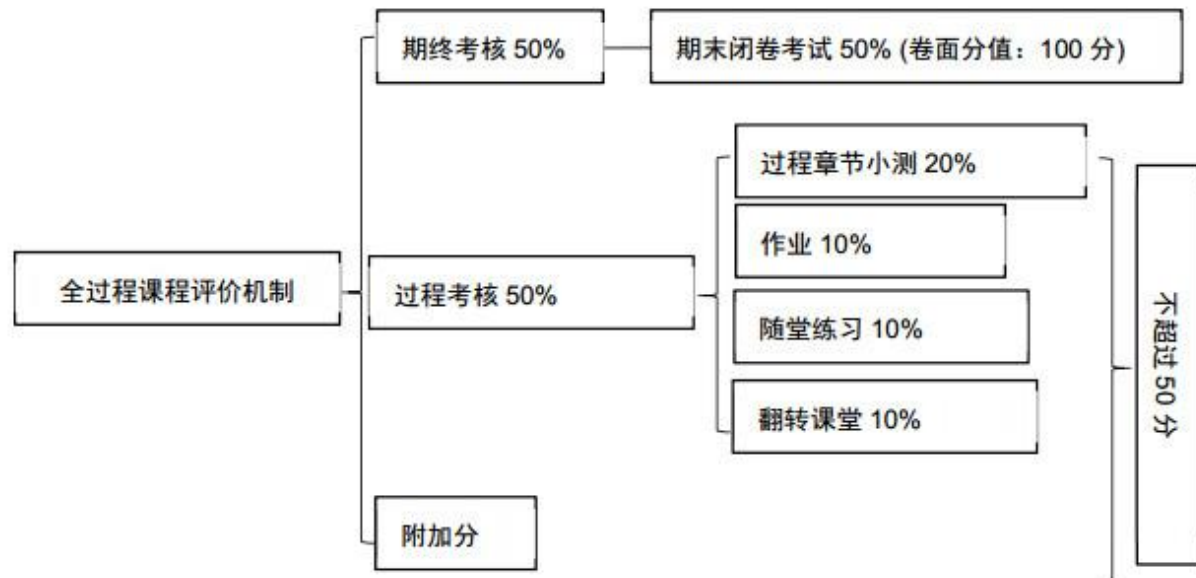 期终考核 50%
期末闭卷考试 50% (卷面分值：100 分)
过程章节小测 20%
作业 10%
全过程课程评价机制
过程考核 50%
随堂练习 10%
翻转课堂 10%
不超过 50 分
附加分